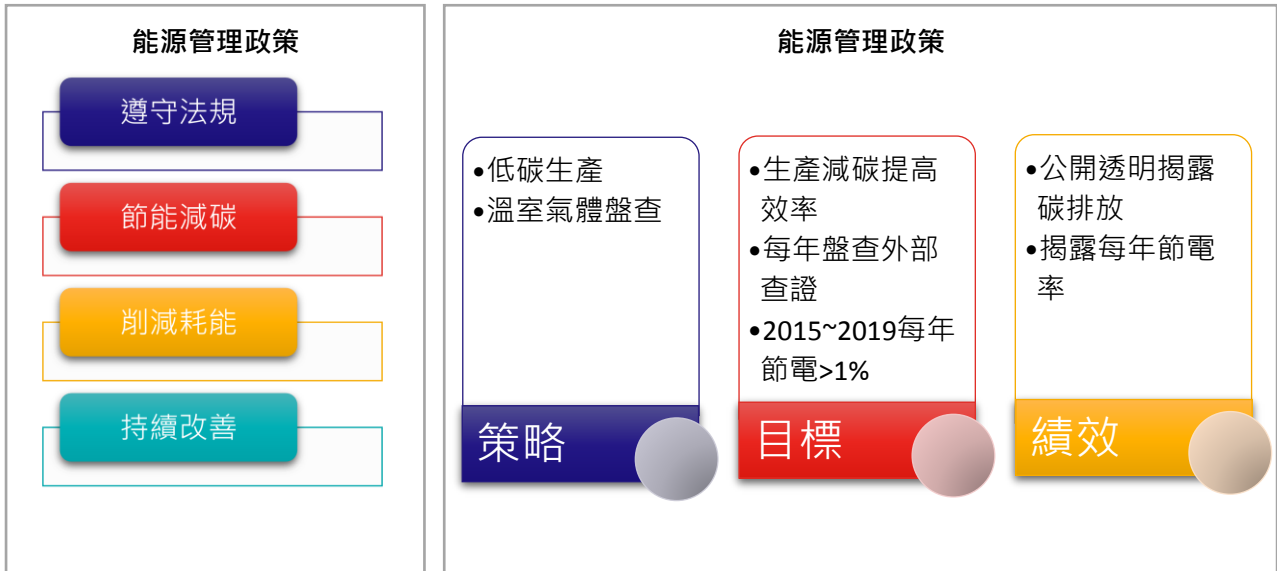 能源管理政策
遵守法規
節能減碳
削減耗能
持續改善
能源管理政策
•低碳生產
•溫室氣體盤查
策略
•生產減碳提高
效率
•每年盤查外部
查證
•2015~2019每年
節電>1%
目標
•公開透明揭露
碳排放
•揭露每年節電
率
績效